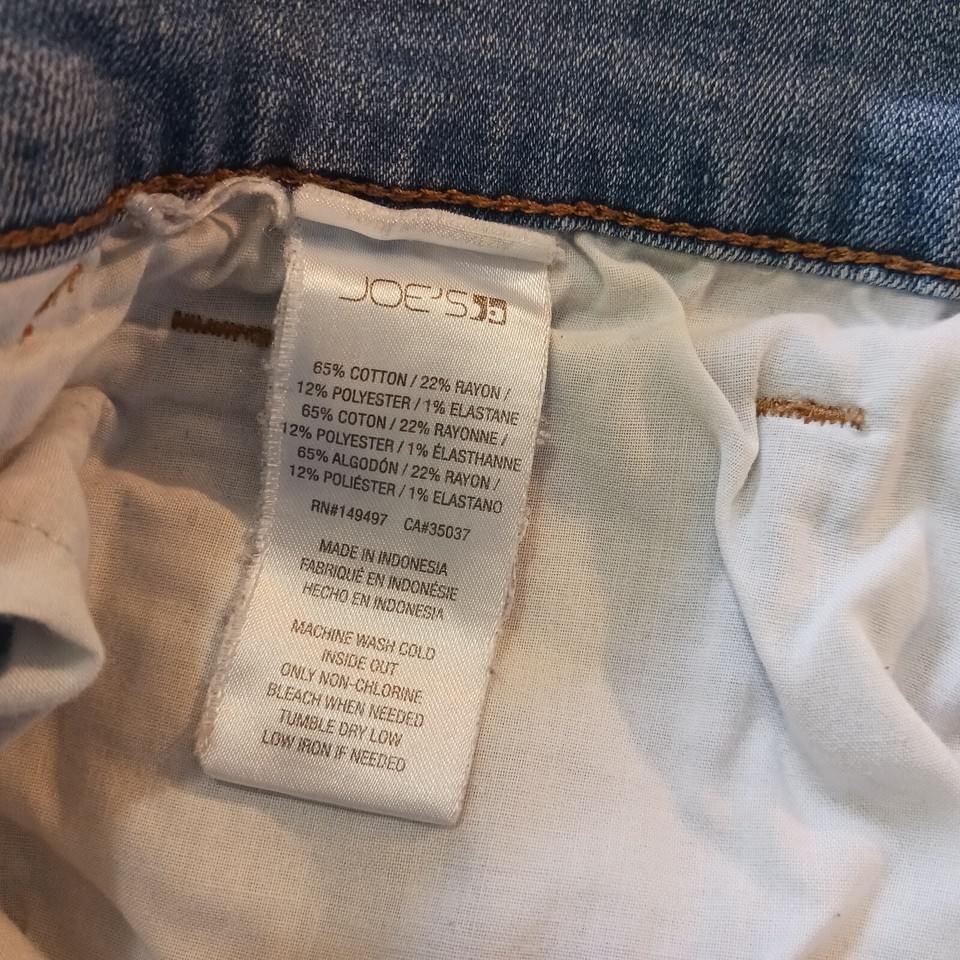 JOE'S
65% COTTON / 22% RAYON /
12% POLYESTER / 1% ELASTANE
65% COTON / 22% RAYONNE /
12% POLYESTER / 1% ÉLASTHANNE
65% ALGODÓN / 22% RAYON /
12% POLIÉSTER / 1% ELASTANO
RN#149497 CA#35037
MADE IN INDONESIA
FABRIQUÉ EN INDONÉSIE
HECHO EN INDONESIA
MACHINE WASH COLD
INSIDE OUT
ONLY NON-CHLORINE
BLEACH WHEN NEEDED
TUMBLE DRY LOW
LOW IRON IF NEEDED